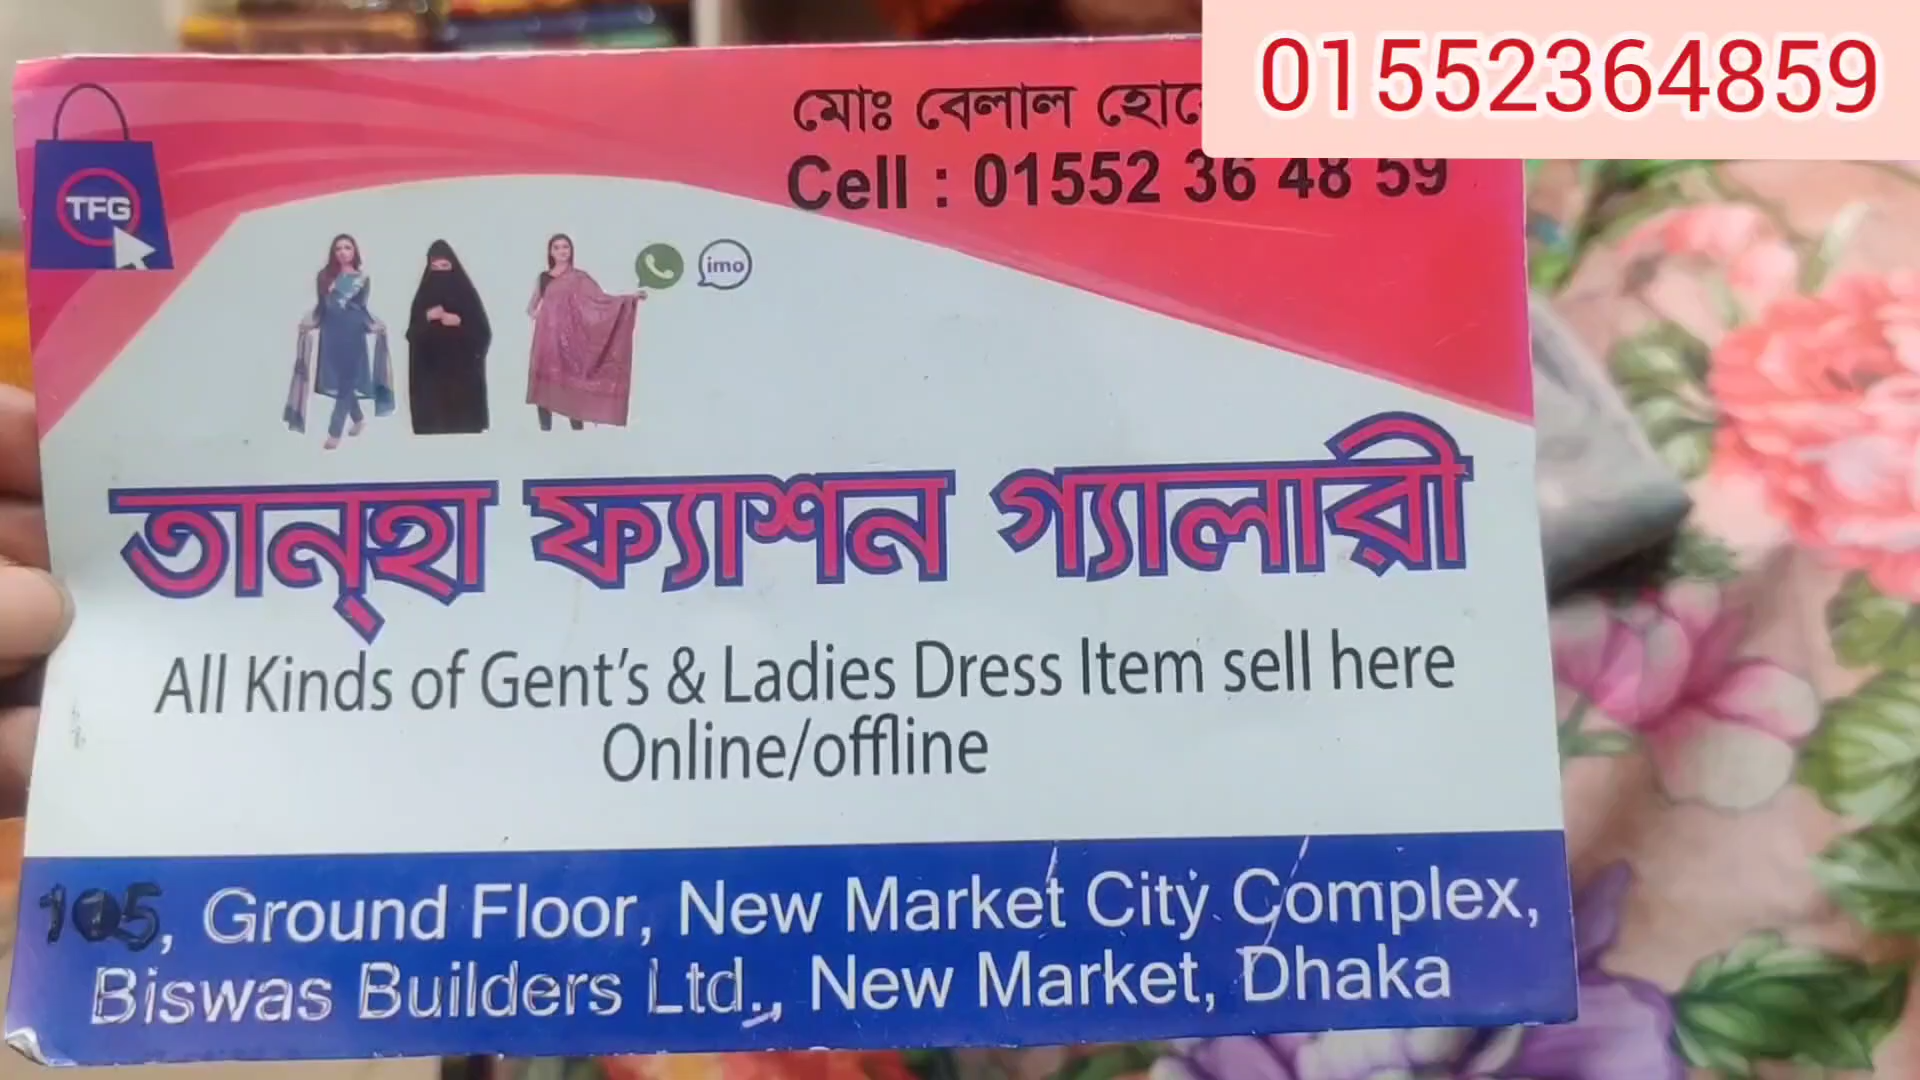 01552364859
মোঃ বেলাল
Cell : 01552 36 48 59
TFG
imo
তান্হা ফ্যাশন গ্যালারী
All Kinds of Gent's & Ladies Dress Item sell here
Online/offline
115, Ground Floor, New Market City Complex,
Biswas Builders Ltd., New Market, Dhaka